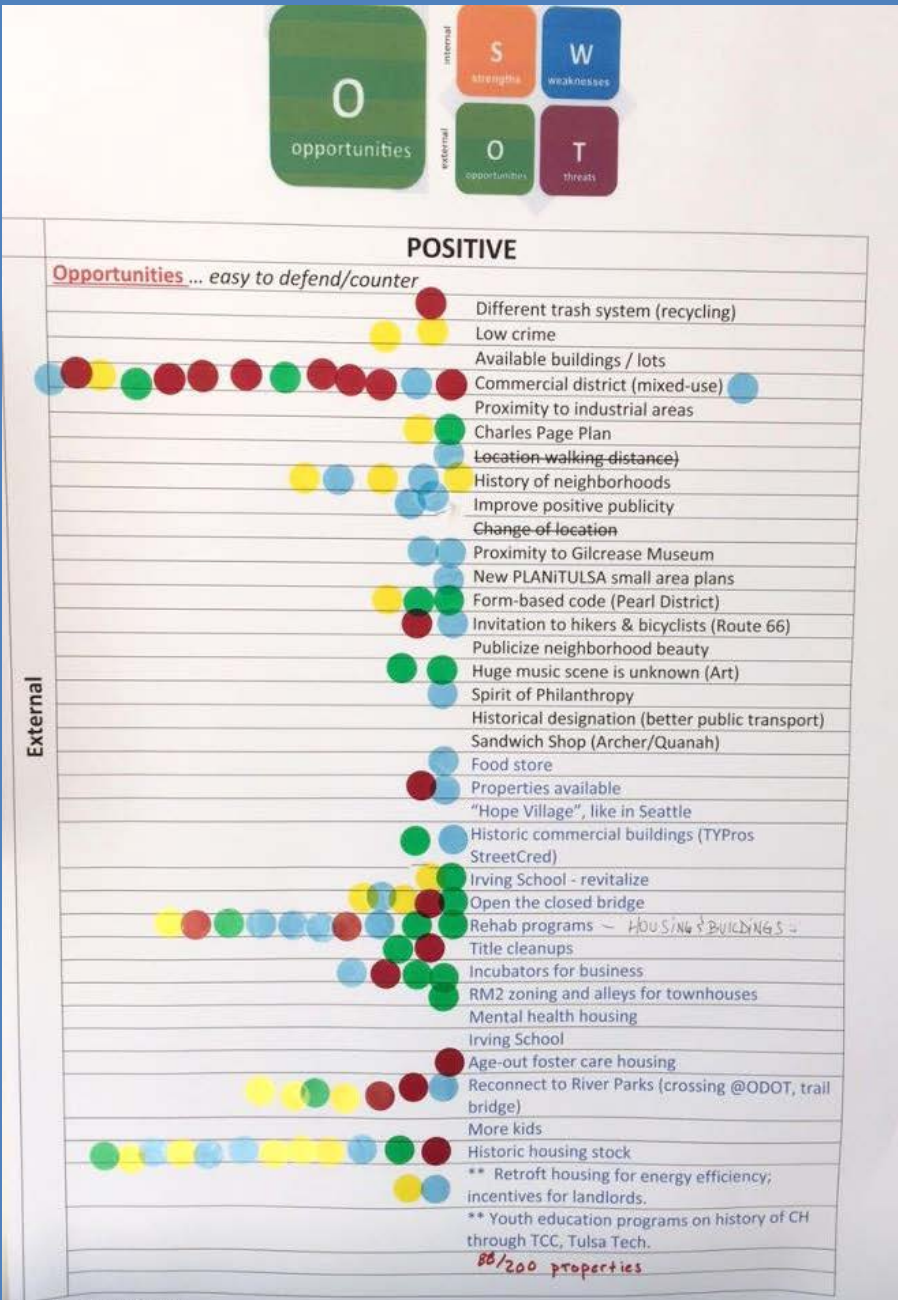 O
opportunities
internal
S
strengths
W
weaknesses
external
O
opportunities
T
threats
POSITIVE
Opportunities ... easy to defend/counter
External
Different trash system (recycling)
Low crime
Available buildings / lots
Commercial district (mixed-use)
Proximity to industrial areas
Charles Page Plan
Location walking distance)
History of neighborhoods
Improve positive publicity
Change of location
Proximity to Gilcrease Museum
New PLANiTULSA small area plans
Form-based code (Pearl District)
Invitation to hikers & bicyclists (Route 66)
Publicize neighborhood beauty
Huge music scene is unknown (Art)
Spirit of Philanthropy
Historical designation (better public transport)
Sandwich Shop (Archer/Quanah)
Food store
Properties available
"Hope Village", like in Seattle
Historic commercial buildings (TYPros
StreetCred)
Irving School - revitalize
Open the closed bridge
Rehab programs - HOUSING & BUILDINGS -
Title cleanups
Incubators for business
RM2 zoning and alleys for townhouses
Mental health housing
Irving School
Age-out foster care housing
Reconnect to River Parks (crossing @ODOT, trail
bridge)
More kids
Historic housing stock
** Retroft housing for energy efficiency;
incentives for landlords.
** Youth education programs on history of CH
through TCC, Tulsa Tech.
/200 properties